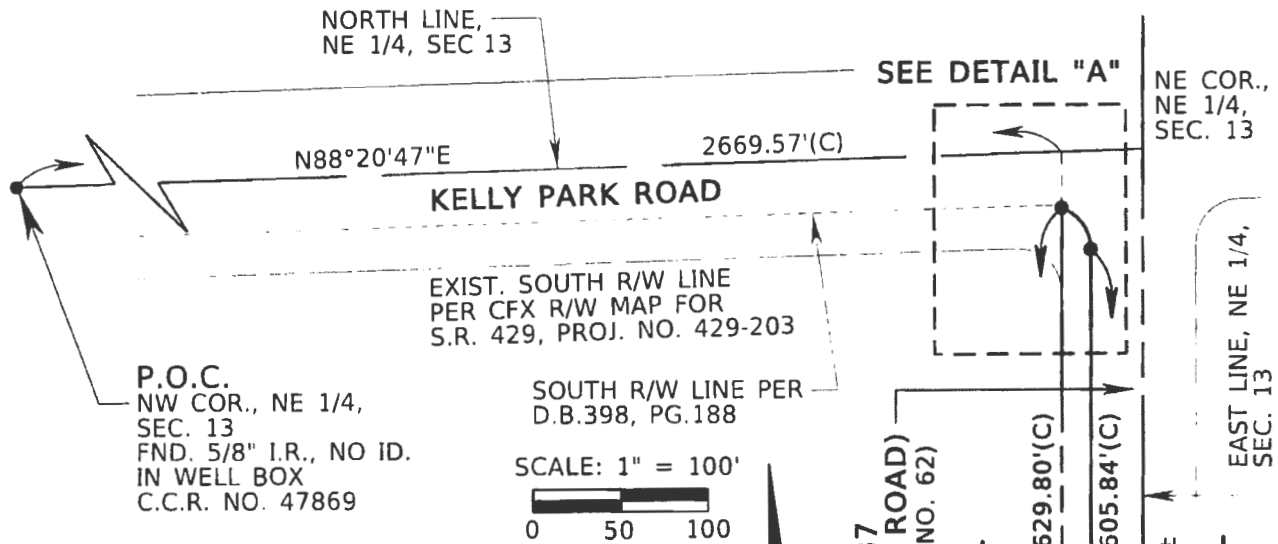 NORTH LINE,
NE 1/4, SEC 13
SEE DETAIL "A"
NE COR.,
NE 1/4,
SEC. 13
N88°20'47"E
2669.57'(C)
KELLY PARK ROAD
EXIST. SOUTH R/W LINE
PER CFX R/W MAP FOR
S.R. 429, PROJ. NO. 429-203
P.O.C.
NW COR., NE 1/4,
SEC. 13
FND. 5/8" I.R., NO ID.
IN WELL BOX
C.C.R. NO. 47869
SOUTH R/W LINE PER
D.B.398, PG.188
SCALE: 1" = 100'
0 50 100
ROAD)
NO. 62)
629.80'(C)
605.84'(C)
EAST LINE, NE 1/4,
SEC. 13